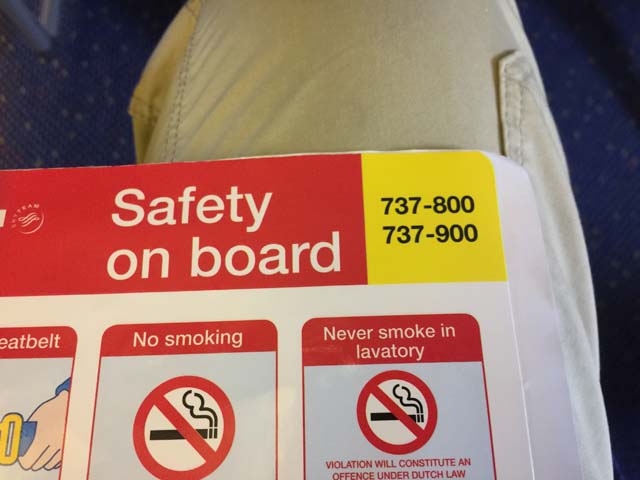 SKYTEAM
Safety
on board
737-800
737-900
eatbelt
No smoking
Never smoke in
lavatory
VIOLATION WILL CONSTITUTE AN
OFFENCE UNDER DUTCH LAW